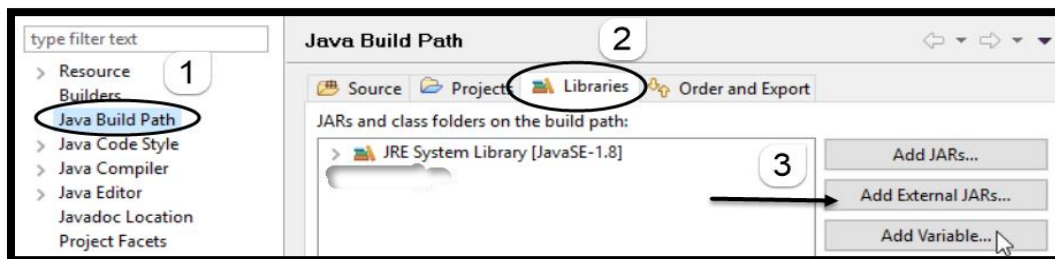 type filter text
1
Resource
Builders
Java Build Path
Java Code Style
Java Compiler
Java Editor
Javadoc Location
Project Facets
Java Build Path
2
Source Projects Libraries Order and Export
JARs and class folders on the build path:
JRE System Library [JavaSE-1.8]
3
Add JARs...
Add External JARs...
Add Variable...